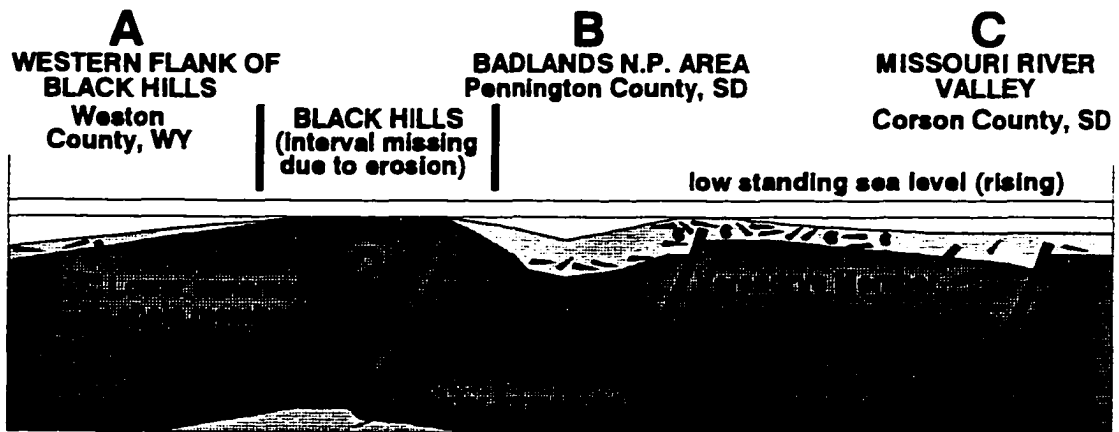 A
WESTERN FLANK OF
BLACK HILLS
Weston
County, WY
BLACK HILLS
(interval missing
due to erosion)
B
BADLANDS N.P. AREA
Pennington County, SD
C
MISSOURI RIVER
VALLEY
Corson County, SD
low standing sea level (rising)